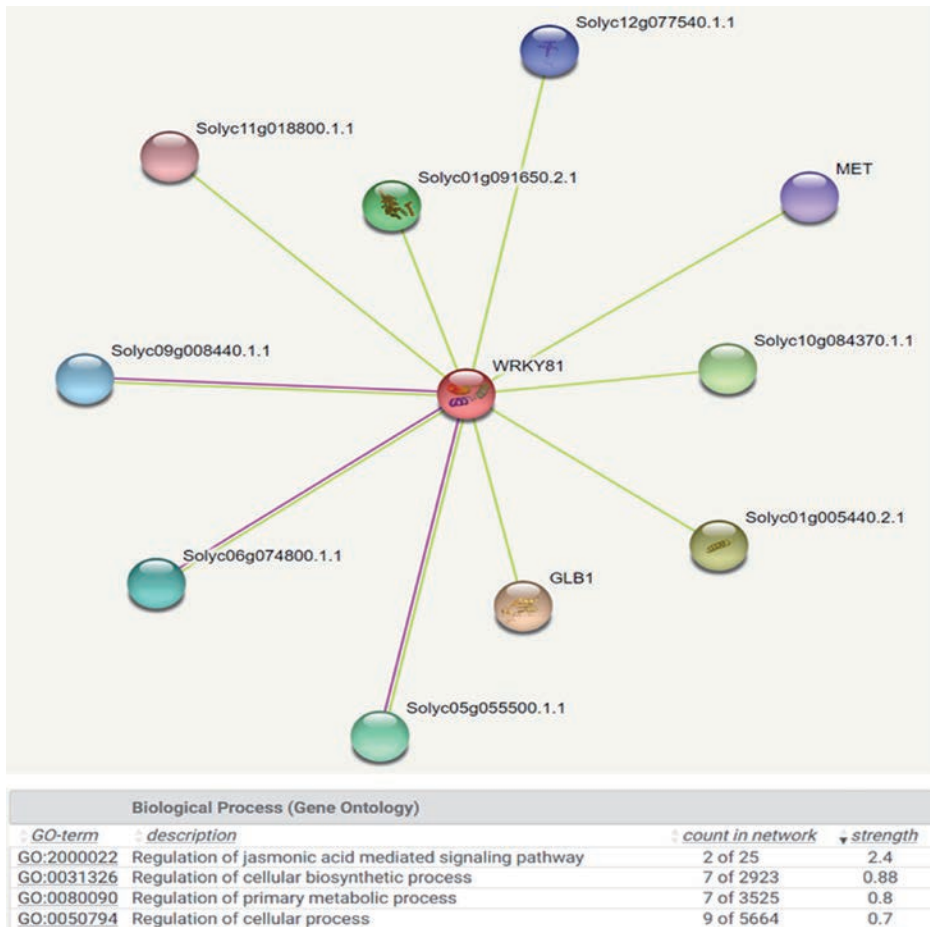 Solyc12g077540.1.1
Solyc11g018800.1.1
Solyc01g091650.2.1
MET
Solyc09g008440.1.1
Solyc10g084370.1.1
WRKY81
Solyc01g005440.2.1
Solyc06g074800.1.1
GLB1
Solyc05g055500.1.1
Biological Process (Gene Ontology)
GO-term description count in network strength
GO:2000022 Regulation of jasmonic acid mediated signaling pathway 2 of 25 2.4
GO:0031326 Regulation of cellular biosynthetic process 7 of 2923 0.88
GO:0080090 Regulation of primary metabolic process 7 of 3525 0.8
GO:0050794 Regulation of cellular process 9 of 5664 0.7